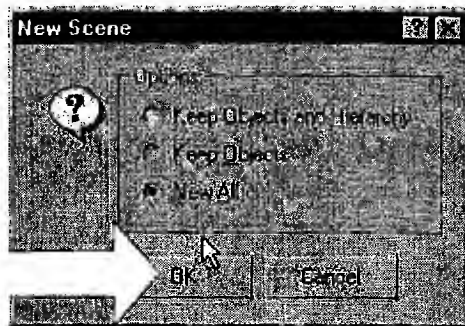 New Scene
?
Options
Keep Objects and Hierarchy
Keep Objects
New All
OK
Cancel